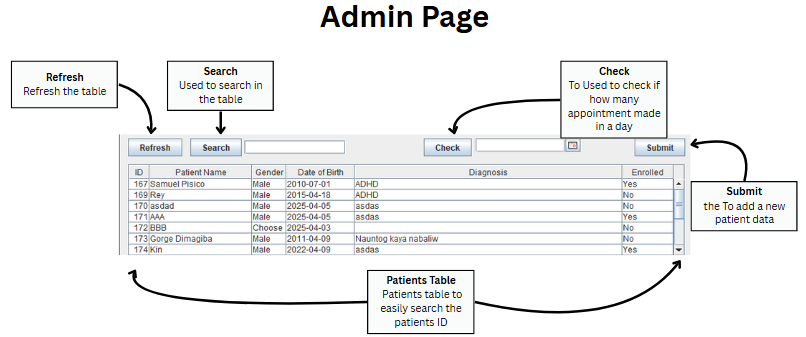 Admin Page
Refresh
Refresh the table
Search
Used to search in
the table
Check
To Used to check if
how many
appointment made
in a day
Refresh Search Check Submit
ID Patient Name Gender Date of Birth Diagnosis Enrolled
167 Samuel Pisico Male 2010-07-01 ADHD Yes
169 Rey Male 2015-04-18 ADHD No
170 asdad Male 2025-04-05 asdas No
171 AAA Male 2025-04-05 asdas Yes
172 BBB Choose 2025-04-03 No
173 Gorge Dimagiba Male 2011-04-09 Nauntog kaya nabaliw No
174 Kin Male 2022-04-09 asdas Yes
Submit
the To add a new
patient data
Patients Table
Patients table to
easily search the
patients ID